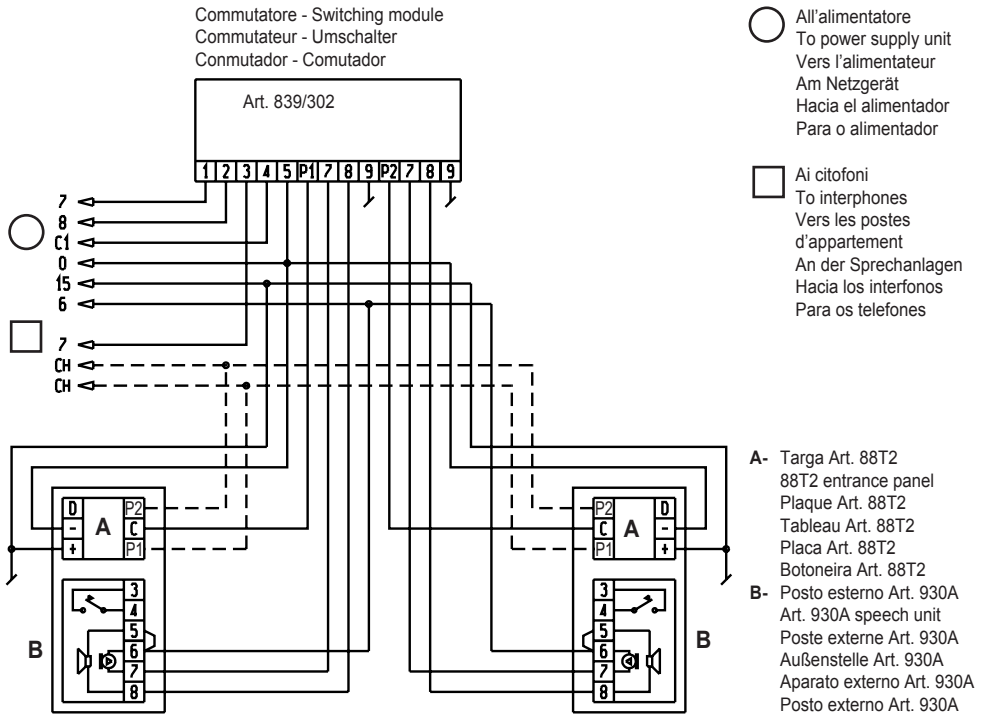 Commutatore - Switching module
Commutateur - Umschalter
Conmutador - Comutador
Art. 839/302
1 2 3 4 5 P1 7 8 9 P2 7 8 9
7
8
C1
0
15
6
7
CH
CH
All'alimentatore
To power supply unit
Vers l'alimentateur
Am Netzgerät
Hacia el alimentador
Para o alimentador
Ai citofoni
To interphones
Vers les postes
d'appartement
An der Sprechanlagen
Hacia los interfonos
Para os telefones
D P2
- A C
+ P1
3
4
5
B 6
7
8
P2 D
C A -
P1 +
3
4
5
6 B
7
8
A- Targa Art. 88T2
88T2 entrance panel
Plaque Art. 88T2
Tableau Art. 88T2
Placa Art. 88T2
Botoneira Art. 88T2
B- Posto esterno Art. 930A
Art. 930A speech unit
Poste externe Art. 930A
Außenstelle Art. 930A
Aparato externo Art. 930A
Posto externo Art. 930A